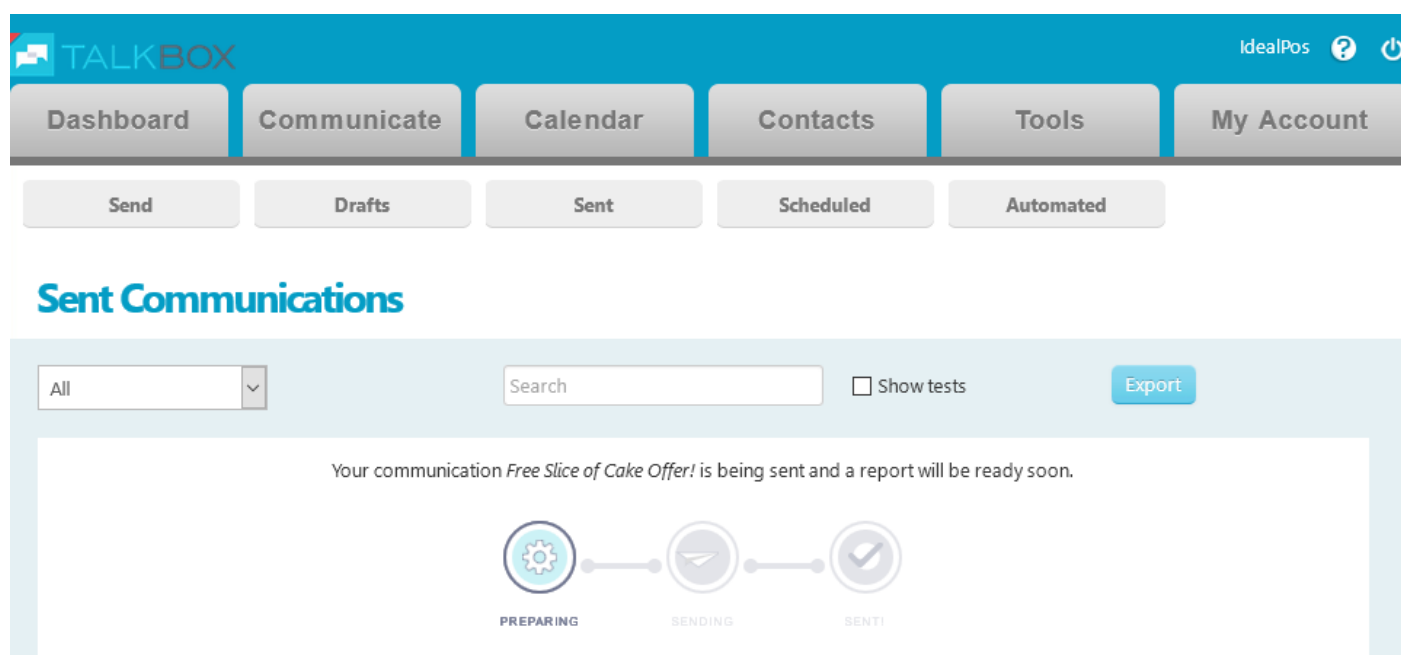 TALKBOX
IdealPos ?
Dashboard Communicate Calendar Contacts Tools My Account
Send Drafts Sent Scheduled Automated
Sent Communications
All Search Show tests Export
Your communication Free Slice of Cake Offer! is being sent and a report will be ready soon.
PREPARING SENDING SENT!